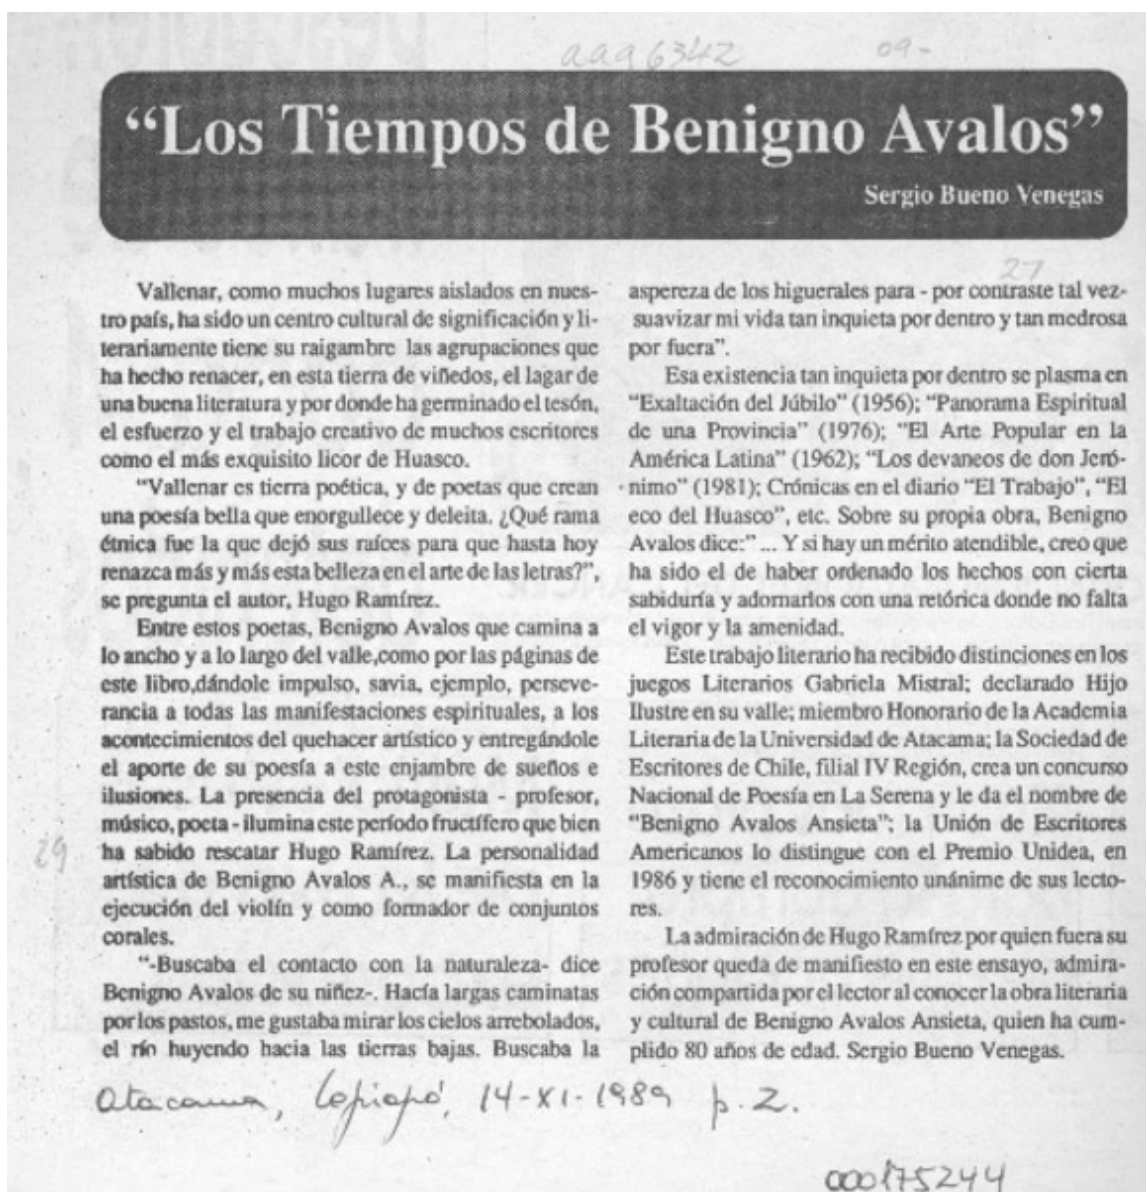 aaq6342 09-
“Los Tiempos de Benigno Avalos”
Sergio Bueno Venegas
27
Vallenar, como muchos lugares aislados en nues-
tro país, ha sido un centro cultural de significación y li-
terariamente tiene su raigambre las agrupaciones que
ha hecho renacer, en esta tierra de viñedos, el lagar de
una buena literatura y por donde ha germinado el tesón,
el esfuerzo y el trabajo creativo de muchos escritores
como el más exquisito licor de Huasco.
“Vallenar es tierra poética, y de poetas que crean
una poesía bella que enorgullece y deleita. ¿Qué rama
étnica fue la que dejó sus raíces para que hasta hoy
renazca más y más esta belleza en el arte de las letras?”,
se pregunta el autor, Hugo Ramírez.
Entre estos poetas, Benigno Avalos que camina a
lo ancho y a lo largo del valle,como por las páginas de
este libro,dándole impulso, savia, ejemplo, perseve-
rancia a todas las manifestaciones espirituales, a los
acontecimientos del quehacer artístico y entregándole
el aporte de su poesía a este enjambre de sueños e
ilusiones. La presencia del protagonista - profesor,
músico, poeta - ilumina este período fructífero que bien
ha sabido rescatar Hugo Ramírez. La personalidad
artística de Benigno Avalos A., se manifiesta en la
ejecución del violín y como formador de conjuntos
corales.
“-Buscaba el contacto con la naturaleza- dice
Benigno Avalos de su niñez-. Hacía largas caminatas
por los pastos, me gustaba mirar los cielos arrebolados,
el río huyendo hacia las tierras bajas. Buscaba la
29
aspereza de los higuerales para - por contraste tal vez-
suavizar mi vida tan inquieta por dentro y tan medrosa
por fuera”.
Esa existencia tan inquieta por dentro se plasma en
“Exaltación del Júbilo” (1956); “Panorama Espiritual
de una Provincia” (1976); “El Arte Popular en la
América Latina” (1962); “Los devaneos de don Jeró-
nimo” (1981); Crónicas en el diario “El Trabajo”, “El
eco del Huasco”, etc. Sobre su propia obra, Benigno
Avalos dice:” ... Y si hay un mérito atendible, creo que
ha sido el de haber ordenado los hechos con cierta
sabiduría y adornarlos con una retórica donde no falta
el vigor y la amenidad.
Este trabajo literario ha recibido distinciones en los
juegos Literarios Gabriela Mistral; declarado Hijo
Ilustre en su valle; miembro Honorario de la Academia
Literaria de la Universidad de Atacama; la Sociedad de
Escritores de Chile, filial IV Región, crea un concurso
Nacional de Poesía en La Serena y le da el nombre de
“Benigno Avalos Ansieta”; la Unión de Escritores
Americanos lo distingue con el Premio Unidea, en
1986 y tiene el reconocimiento unánime de sus lecto-
res.
La admiración de Hugo Ramírez por quien fuera su
profesor queda de manifiesto en este ensayo, admira-
ción compartida por el lector al conocer la obra literaria
y cultural de Benigno Avalos Ansieta, quien ha cum-
plido 80 años de edad. Sergio Bueno Venegas.
Atacama, Copiapó, 14-XI-1989 p. 2.
000175244